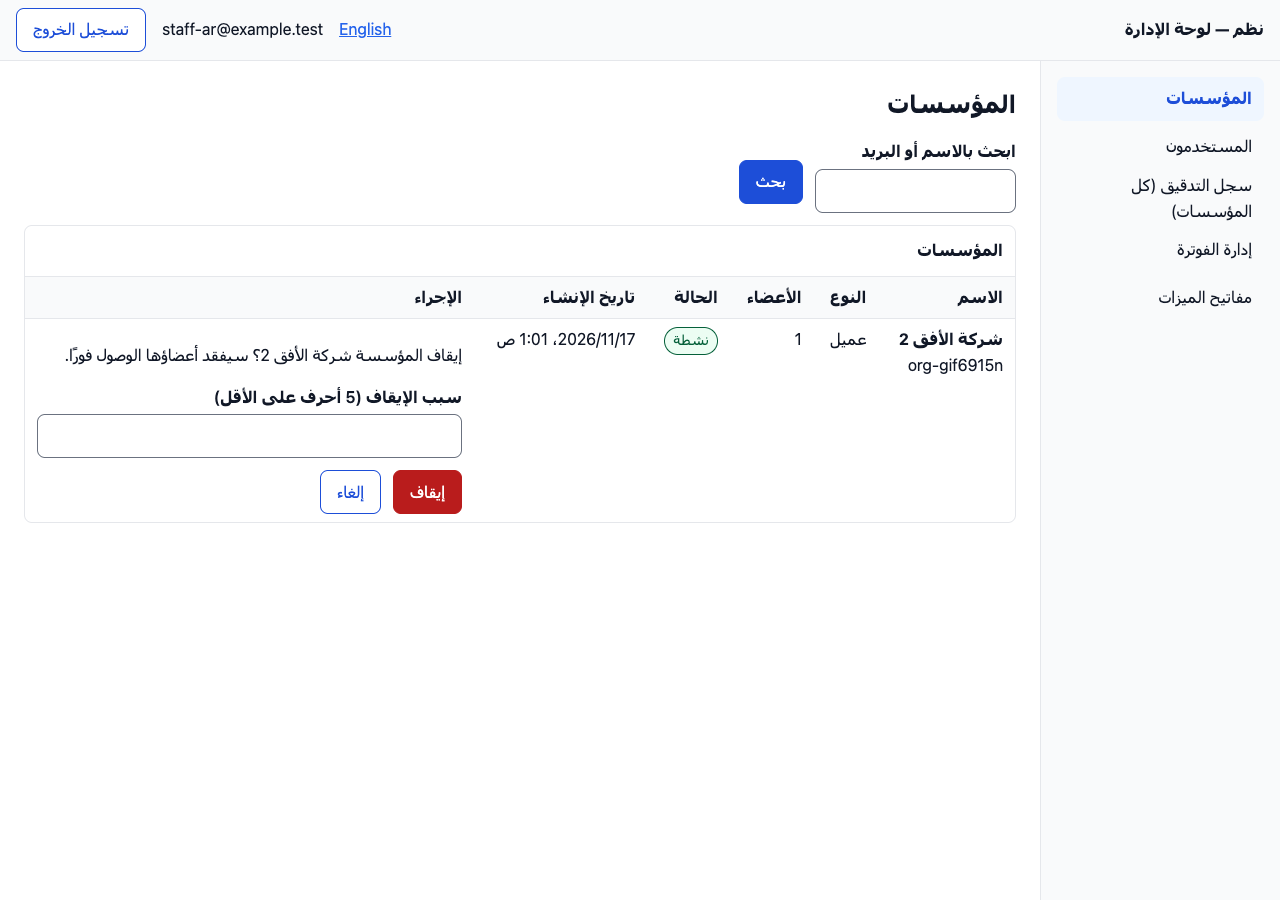 نظم — لوحة الإدارة
English
staff-ar@example.test
تسجيل الخروج
المؤسسات
المستخدمون
سجل التدقيق (كل
المؤسسات)
إدارة الفوترة
مفاتيح الميزات
المؤسسات
ابحث بالاسم أو البريد
بحث
المؤسسات
الاسم النوع الأعضاء الحالة تاريخ الإنشاء الإجراء
شركة الأفق 2 عميل 1 نشطة 2026/11/17، 1:01 ص
org-gif6915n
إيقاف المؤسسة شركة الأفق 2؟ سيفقد أعضاؤها الوصول فورًا.
سبب الإيقاف (5 أحرف على الأقل)
إيقاف إلغاء